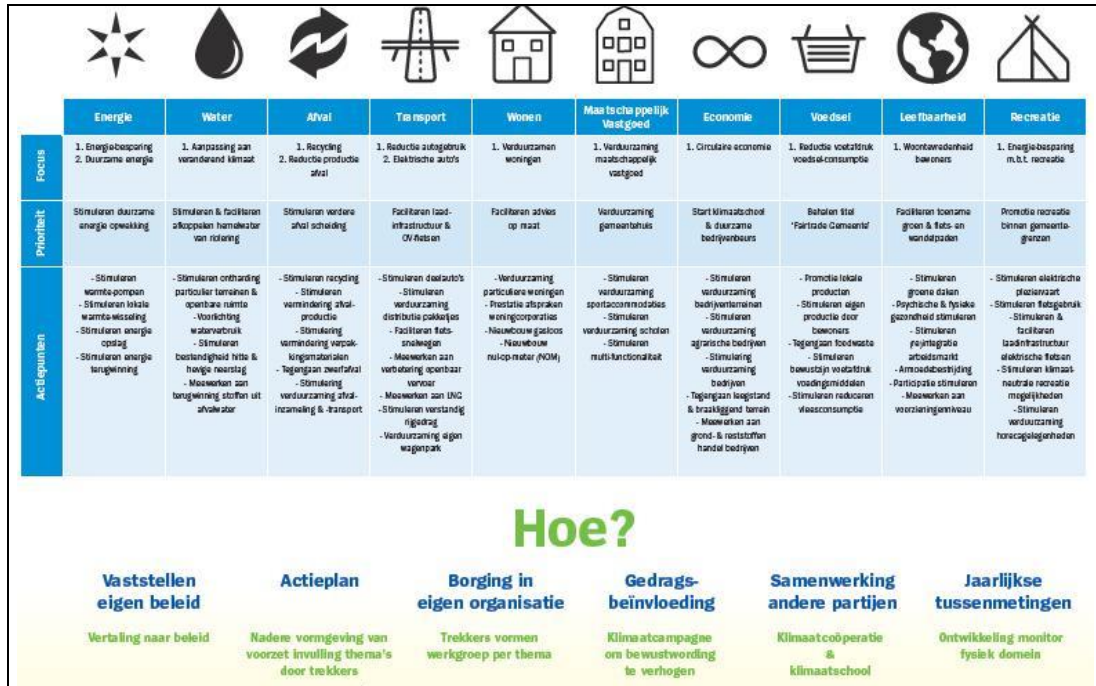 Energie
Water
Afval
Transport
Wonen
Maatschappelijk
Vastgoed
Economie
Voedsel
Leefbaarheid
Recreatie
Focus
1. Energie-besparing
2. Duurzame energie
1. Aanpassing aan
veranderend klimaat
1. Recycling
2. Reductie productie
afval
1. Reductie autogebruik
2. Elektrische auto's
1. Verduurzamen
woningen
1. Verduurzaming
maatschappelijk
vastgoed
1. Circulaire economie
1. Reductie voetafdruk
voedsel-consumptie
1. Woontevredenheid
bewoners
1. Energie-besparing
m.b.t. recreatie
Prioriteit
Stimuleren duurzame
energie opwekking
Stimuleren & faciliteren
afkoppelen hemelwater
van riolering
Stimuleren verdere
afval scheiding
Faciliteren laad-
infrastructuur &
OV-fietsen
Faciliteren advies
op maat
Verduurzaming
gemeentehuis
Start klimaatschool
& duurzame
bedrijvenbeurs
Behalen titel
'Fairtrade Gemeente'
Faciliteren toename
groen & fiets- en
wandelpaden
Promotie recreatie
binnen gemeente-
grenzen
Actiepunten
- Stimuleren
warmte-pompen
- Stimuleren lokale
warmte-wisseling
- Stimuleren energie
opslag
- Stimuleren energie
terugwinning
- Stimuleren ontharding
particulier terreinen &
openbare ruimte
- Voorlichting
waterverbruik
- Stimuleren
bestendigheid hitte &
hevige neerslag
- Meewerken aan
terugwinning stoffen uit
afvalwater
- Stimuleren recycling
- Stimuleren
vermindering afval-
productie
- Stimulering
vermindering verpak-
kingsmaterialen
- Tegengaan zwerfafval
- Stimulering
verduurzaming afval-
inzameling & -transport
- Stimuleren deelauto's
- Stimuleren
verduurzaming
distributie pakketjes
- Faciliteren fiets-
snelwegen
- Meewerken aan
verbetering openbaar
vervoer
- Meewerken aan LNG
- Stimuleren verstandig
rijgedrag
- Verduurzaming eigen
wagenpark
- Verduurzaming
particuliere woningen
- Prestatie afspraken
woningcorporaties
- Nieuwbouw gasloos
- Nieuwbouw
nul-op-meter (NOM)
- Stimuleren
verduurzaming
sportaccommodaties
- Stimuleren
verduurzaming scholen
- Stimuleren
multi-functionaliteit
- Stimuleren
verduurzaming
bedrijventerreinen
- Stimuleren
verduurzaming
agrarische bedrijven
- Stimulering
verduurzaming
bedrijven
- Tegengaan leegstand
& braakliggend terrein
- Meewerken aan
grond- & reststoffen
handel bedrijven
- Promotie lokale
producten
- Stimuleren eigen
productie door
bewoners
- Tegengaan foodwaste
- Stimuleren
bewustzijn voetafdruk
voedingsmiddelen
- Stimuleren reduceren
vleesconsumptie
- Stimuleren
groene daken
- Psychische & fysieke
gezondheid stimuleren
- Stimuleren
(re)integratie
arbeidsmarkt
- Armoedebestrijding
- Participatie stimuleren
- Meewerken aan
voorzieningenniveau
- Stimuleren elektrische
pleziervaart
- Stimuleren fietsgebruik
- Stimuleren &
faciliteren
laadinfrastructuur
elektrische fietsen
- Stimuleren klimaat-
neutrale recreatie
mogelijkheden
- Stimuleren
verduurzaming
horecagelegenheden
Hoe?
Vaststellen
eigen beleid
Vertaling naar beleid
Actieplan
Nadere vormgeving van
voorzet invulling thema's
door trekkers
Borging in
eigen organisatie
Trekkers vormen
werkgroep per thema
Gedrags-
beïnvloeding
Klimaatcampagne
om bewustwording
te verhogen
Samenwerking
andere partijen
Klimaatcoöperatie
&
klimaatschool
Jaarlijkse
tussenmetingen
Ontwikkeling monitor
fysiek domein